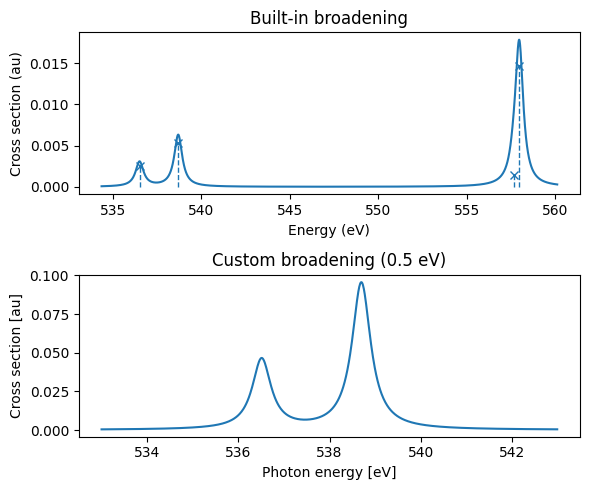 Built-in broadening
Cross section (au)
0.015
0.010
0.005
0.000
535 540 545 550 555 560
Energy (eV)
Custom broadening (0.5 eV)
Cross section [au]
0.100
0.075
0.050
0.025
0.000
534 536 538 540 542
Photon energy [eV]